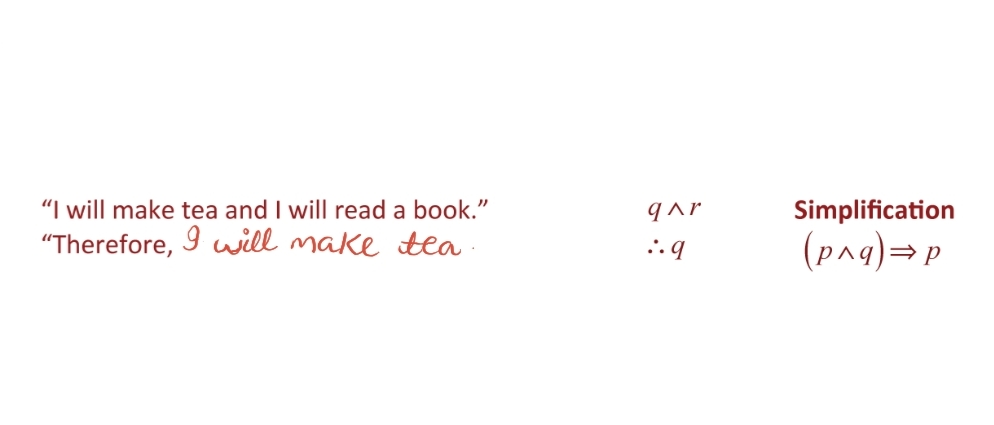 “I will make tea and I will read a book.” q ∧ r Simplification
“Therefore, I will make tea. ∴ q (p ∧ q) ⇒ p